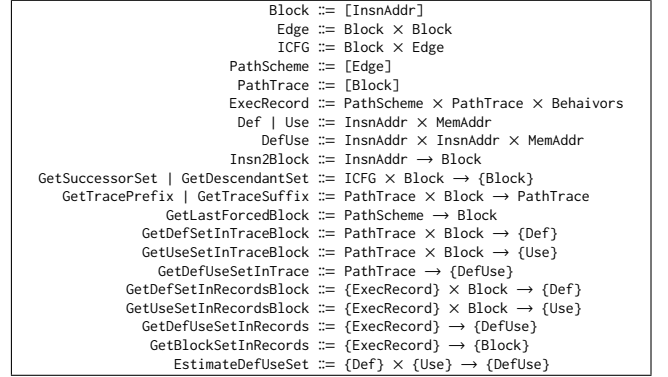 Block ::= [InsnAddr]
Edge ::= Block × Block
ICFG ::= Block × Edge
PathScheme ::= [Edge]
PathTrace ::= [Block]
ExecRecord ::= PathScheme × PathTrace × Behaivors
Def | Use ::= InsnAddr × MemAddr
DefUse ::= InsnAddr × InsnAddr × MemAddr
Insn2Block ::= InsnAddr → Block
GetSuccessorSet | GetDescendantSet ::= ICFG × Block → {Block}
GetTracePrefix | GetTraceSuffix ::= PathTrace × Block → PathTrace
GetLastForcedBlock ::= PathScheme → Block
GetDefSetInTraceBlock ::= PathTrace × Block → {Def}
GetUseSetInTraceBlock ::= PathTrace × Block → {Use}
GetDefUseSetInTrace ::= PathTrace → {DefUse}
GetDefSetInRecordsBlock ::= {ExecRecord} × Block → {Def}
GetUseSetInRecordsBlock ::= {ExecRecord} × Block → {Use}
GetDefUseSetInRecords ::= {ExecRecord} → {DefUse}
GetBlockSetInRecords ::= {ExecRecord} → {Block}
EstimateDefUseSet ::= {Def} × {Use} → {DefUse}